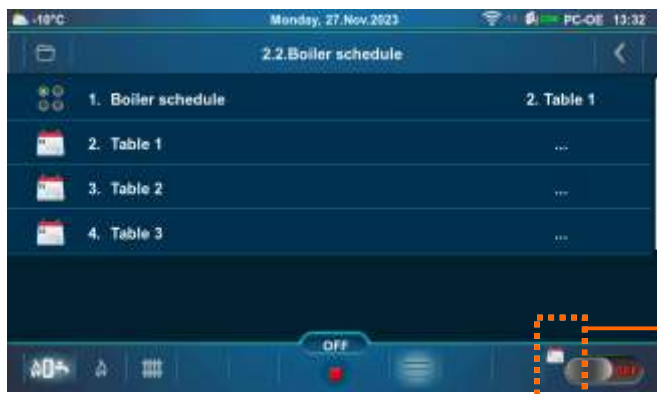 -10°C Monday, 27.Nov.2023 PC-OE 13:32
2.2.Boiler schedule
1. Boiler schedule 2. Table 1
2. Table 1 ...
3. Table 2 ...
4. Table 3 ...
OFF
OFF